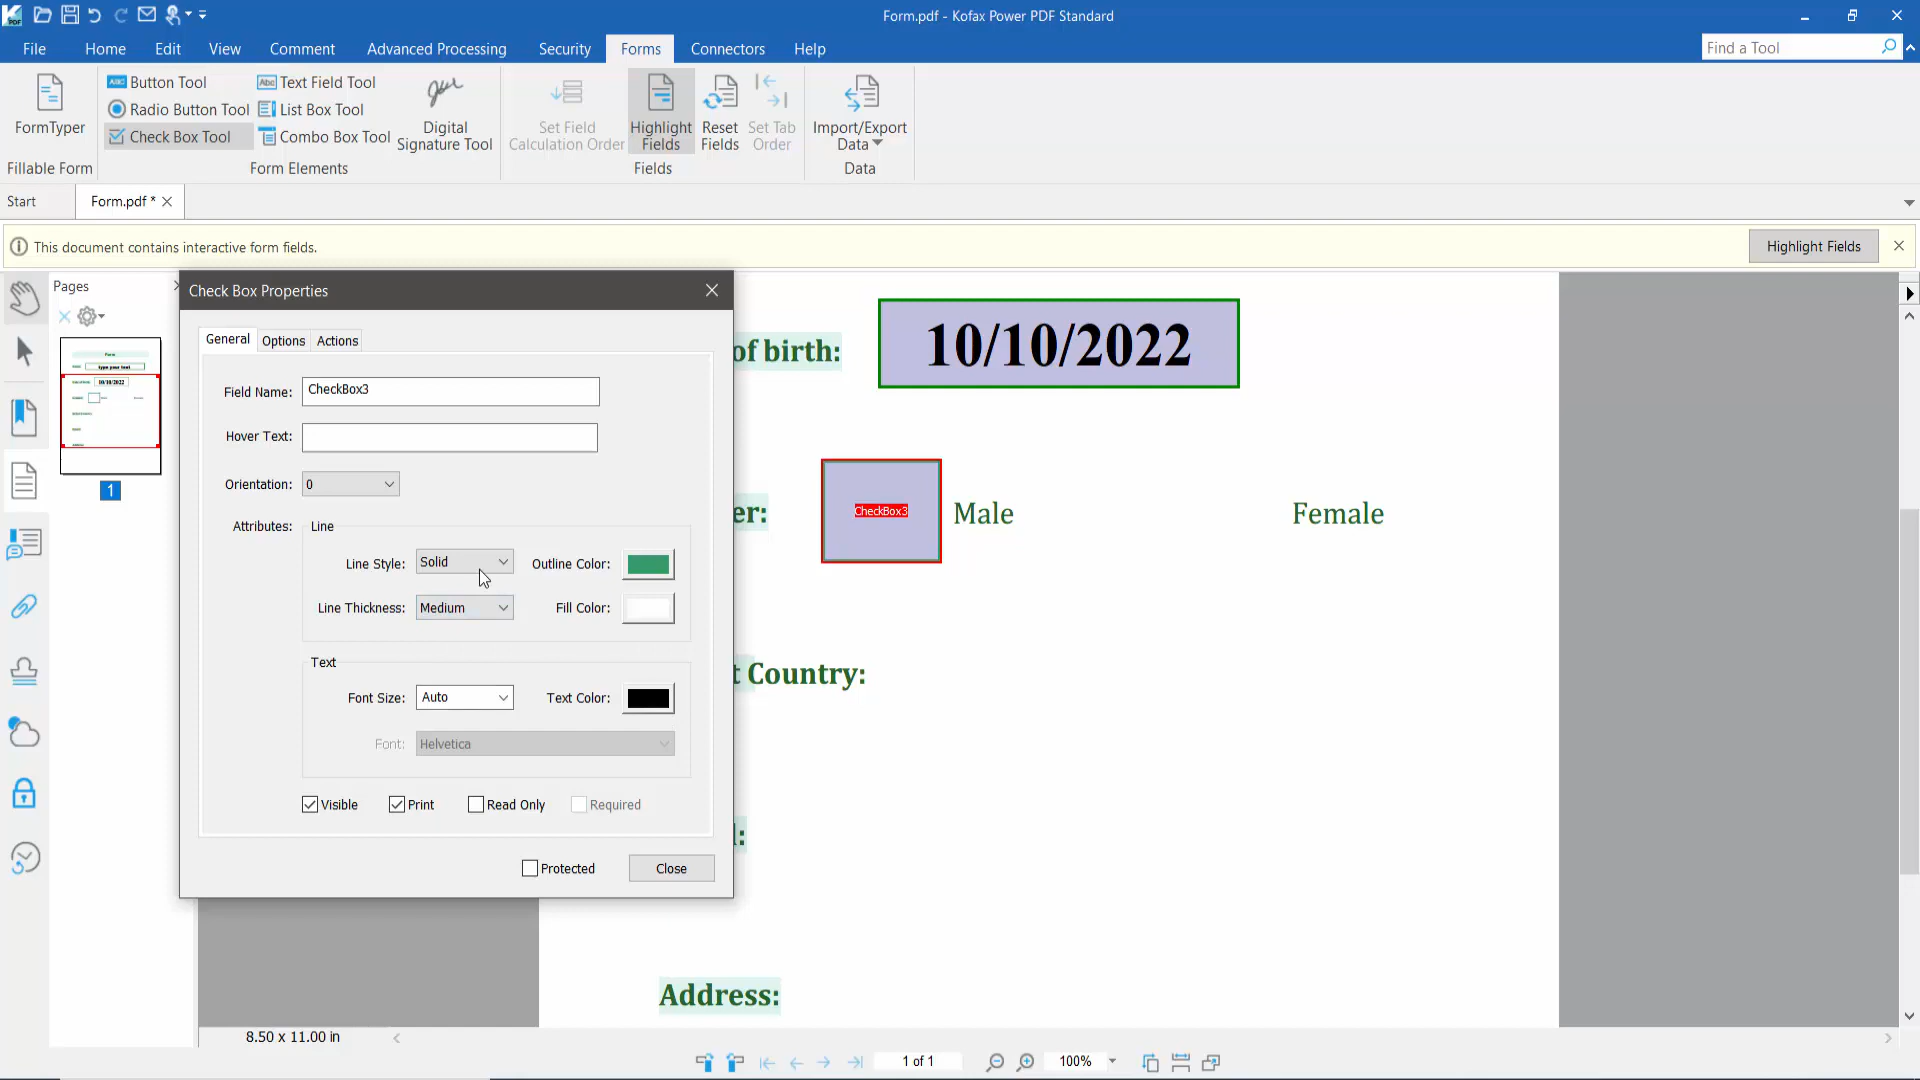 Form.pdf - Kofax Power PDF Standard
File Home Edit View Comment Advanced Processing Security Forms Connectors Help
Find a Tool
FormTyper
Fillable Form
Button Tool
Radio Button Tool
Check Box Tool
Text Field Tool
List Box Tool
Combo Box Tool
Digital Signature Tool
Form Elements
Set Field Calculation Order
Highlight Fields
Reset Fields
Set Tab Order
Fields
Import/Export Data
Data
Start
Form.pdf *
This document contains interactive form fields.
Highlight Fields
Pages
1
Check Box Properties
General Options Actions
Field Name: CheckBox3
Hover Text:
Orientation: 0
Attributes:
Line
Line Style: Solid
Outline Color:
Line Thickness: Medium
Fill Color:
Text
Font Size: Auto
Text Color:
Font: Helvetica
Visible Print Read Only Required
Protected
Close
of birth: 10/10/2022
er: CheckBox3 Male Female
t Country:
l:
Address:
8.50 x 11.00 in
1 of 1
100%